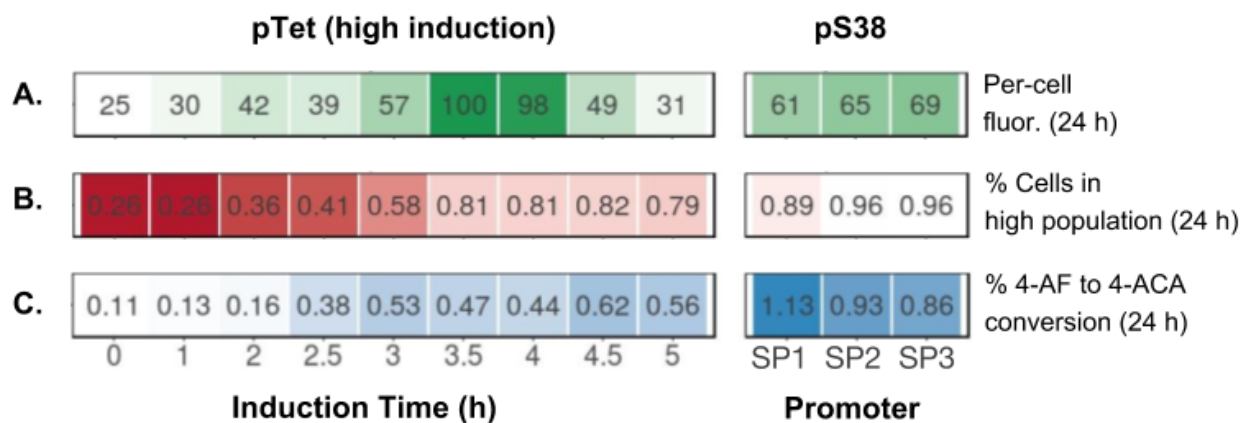 pTet (high induction) pS38
A. 25 30 42 39 57 100 98 49 31 61 65 69 Per-cell
fluor. (24 h)
B. 0.26 0.26 0.36 0.41 0.58 0.81 0.81 0.82 0.79 0.89 0.96 0.96 % Cells in
high population (24 h)
C. 0.11 0.13 0.16 0.38 0.53 0.47 0.44 0.62 0.56 1.13 0.93 0.86 % 4-AF to 4-ACA
conversion (24 h)
0 1 2 2.5 3 3.5 4 4.5 5 SP1 SP2 SP3
Induction Time (h) Promoter